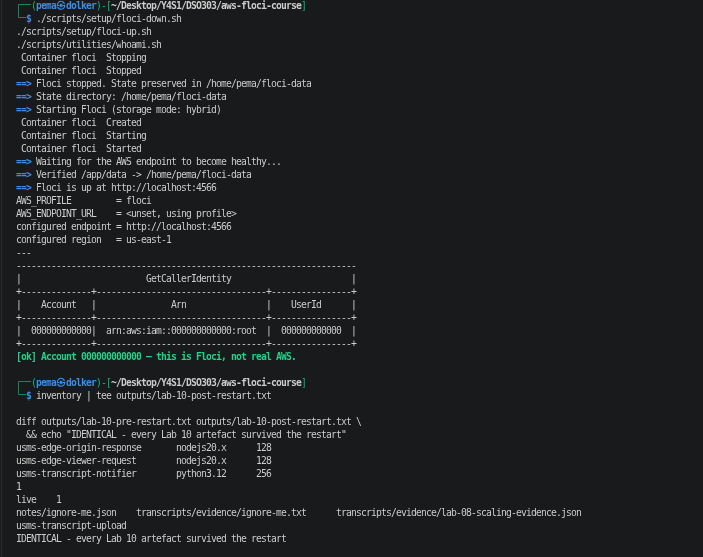 ┌──(pema㉿dolker)-[~/Desktop/Y4S1/DSO303/aws-floci-course]
└─$ ./scripts/setup/floci-down.sh
./scripts/setup/floci-up.sh
./scripts/utilities/whoami.sh
 Container floci  Stopping
 Container floci  Stopped
==> Floci stopped. State preserved in /home/pema/floci-data
==> State directory: /home/pema/floci-data
==> Starting Floci (storage mode: hybrid)
 Container floci  Created
 Container floci  Starting
 Container floci  Started
==> Waiting for the AWS endpoint to become healthy...
==> Verified /app/data -> /home/pema/floci-data
==> Floci is up at http://localhost:4566
AWS_PROFILE         = floci
AWS_ENDPOINT_URL    = <unset, using profile>
configured endpoint = http://localhost:4566
configured region   = us-east-1
---
--------------------------------------------------------------------
|                         GetCallerIdentity                        |
+--------------+----------------------------------+----------------+
|    Account   |               Arn                |    UserId      |
+--------------+----------------------------------+----------------+
|  000000000000|  arn:aws:iam::000000000000:root  |  000000000000  |
+--------------+----------------------------------+----------------+
[ok] Account 000000000000 — this is Floci, not real AWS.
┌──(pema㉿dolker)-[~/Desktop/Y4S1/DSO303/aws-floci-course]
└─$ inventory | tee outputs/lab-10-post-restart.txt
diff outputs/lab-10-pre-restart.txt outputs/lab-10-post-restart.txt \
  && echo "IDENTICAL - every Lab 10 artefact survived the restart"
usms-edge-origin-response       nodejs20.x      128
usms-edge-viewer-request        nodejs20.x      128
usms-transcript-notifier        python3.12      256
1
live    1
notes/ignore-me.json    transcripts/evidence/ignore-me.txt      transcripts/evidence/lab-08-scaling-evidence.json
usms-transcript-upload
IDENTICAL - every Lab 10 artefact survived the restart